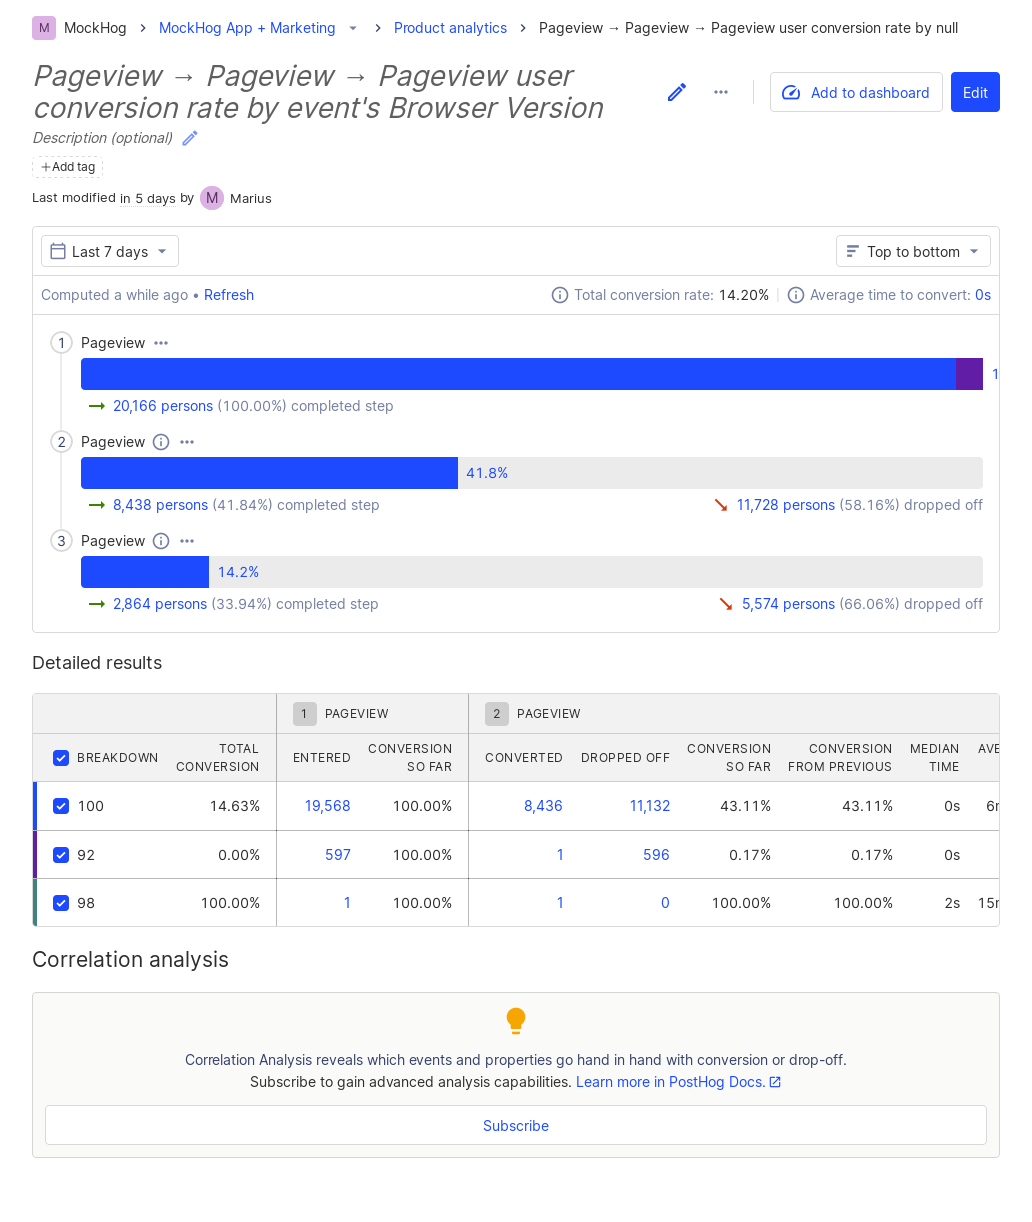 M MockHog > MockHog App + Marketing > Product analytics > Pageview → Pageview → Pageview user conversion rate by null
Pageview → Pageview → Pageview user
conversion rate by event's Browser Version
Add to dashboard
Edit
Description (optional)
+Add tag
Last modified in 5 days by M Marius
Last 7 days
Top to bottom
Computed a while ago • Refresh
Total conversion rate: 14.20%
Average time to convert: 0s
1 Pageview
1
20,166 persons (100.00%) completed step
2 Pageview
41.8%
8,438 persons (41.84%) completed step
11,728 persons (58.16%) dropped off
3 Pageview
14.2%
2,864 persons (33.94%) completed step
5,574 persons (66.06%) dropped off
Detailed results
1 PAGEVIEW
2 PAGEVIEW
BREAKDOWN
TOTAL
CONVERSION
ENTERED
CONVERSION
SO FAR
CONVERTED
DROPPED OFF
CONVERSION
SO FAR
CONVERSION
FROM PREVIOUS
MEDIAN
TIME
100 14.63% 19,568 100.00% 8,436 11,132 43.11% 43.11% 0s
92 0.00% 597 100.00% 1 596 0.17% 0.17% 0s
98 100.00% 1 100.00% 1 0 100.00% 100.00% 2s
Correlation analysis
Correlation Analysis reveals which events and properties go hand in hand with conversion or drop-off.
Subscribe to gain advanced analysis capabilities. Learn more in PostHog Docs.
Subscribe